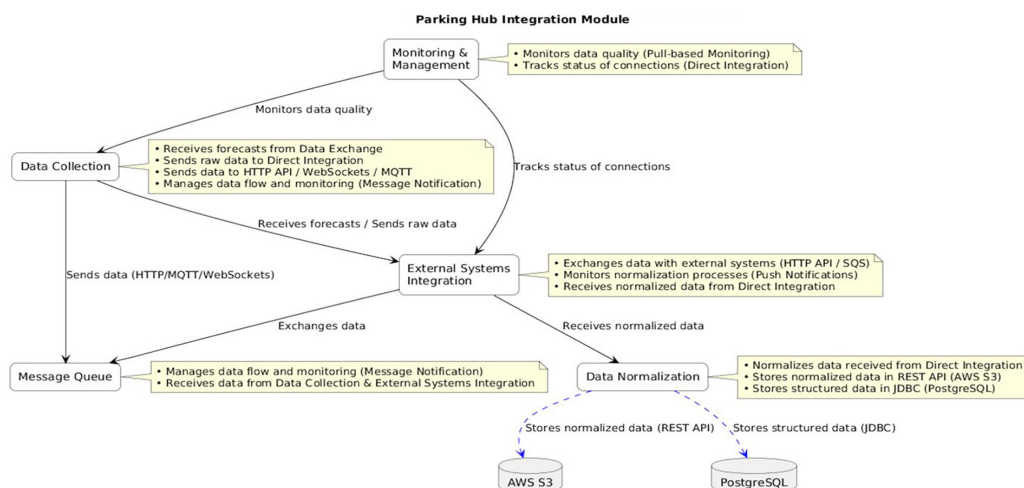 Parking Hub Integration Module
Monitoring &
Management
• Monitors data quality (Pull-based Monitoring)
• Tracks status of connections (Direct Integration)
Monitors data quality
Data Collection
• Receives forecasts from Data Exchange
• Sends raw data to Direct Integration
• Sends data to HTTP API / WebSockets / MQTT
• Manages data flow and monitoring (Message Notification)
Tracks status of connections
Receives forecasts / Sends raw data
Sends data (HTTP/MQTT/WebSockets)
External Systems
Integration
• Exchanges data with external systems (HTTP API / SQS)
• Monitors normalization processes (Push Notifications)
• Receives normalized data from Direct Integration
Exchanges data
Receives normalized data
Message Queue
• Manages data flow and monitoring (Message Notification)
• Receives data from Data Collection & External Systems Integration
Data Normalization
• Normalizes data received from Direct Integration
• Stores normalized data in REST API (AWS S3)
• Stores structured data in JDBC (PostgreSQL)
Stores normalized data (REST API)
Stores structured data (JDBC)
AWS S3
PostgreSQL